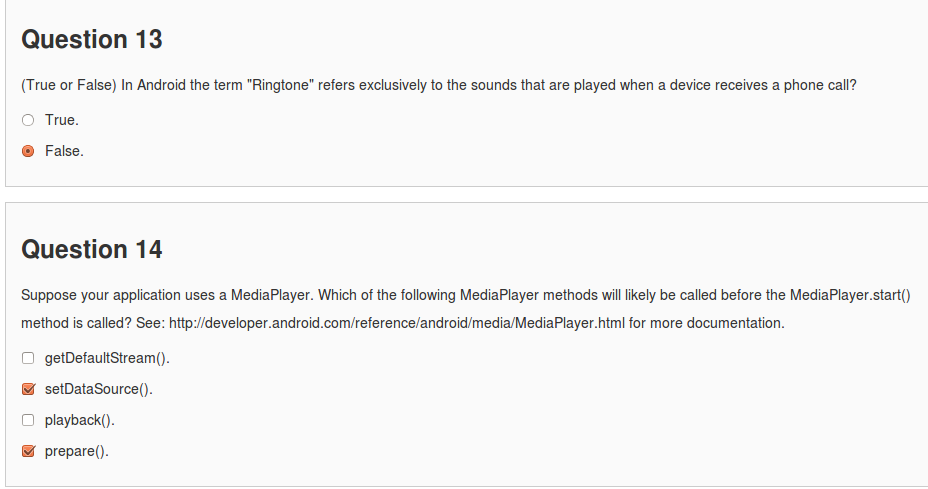 Question 13
(True or False) In Android the term "Ringtone" refers exclusively to the sounds that are played when a device receives a phone call?
True.
False.
Question 14
Suppose your application uses a MediaPlayer. Which of the following MediaPlayer methods will likely be called before the MediaPlayer.start()
method is called? See: http://developer.android.com/reference/android/media/MediaPlayer.html for more documentation.
getDefaultStream().
setDataSource().
playback().
prepare().